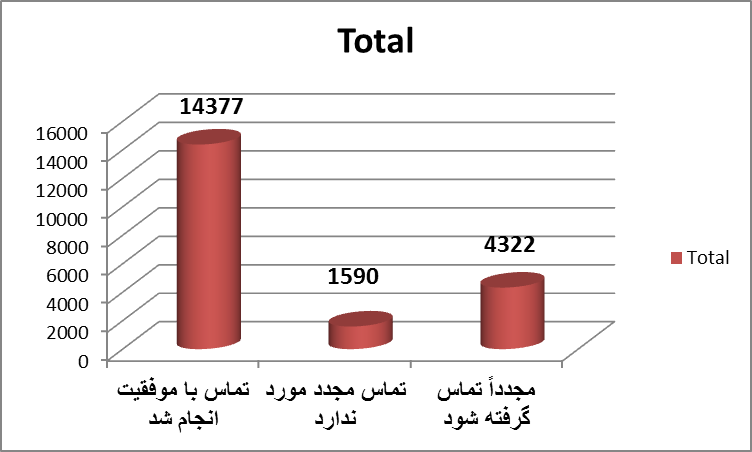 Total
14377
1590
4322
16000
14000
12000
10000
8000
6000
4000
2000
0
تماس با موفقیت
انجام شد
تماس مجدد مورد
ندارد
مجدداً تماس
گرفته شود
Total